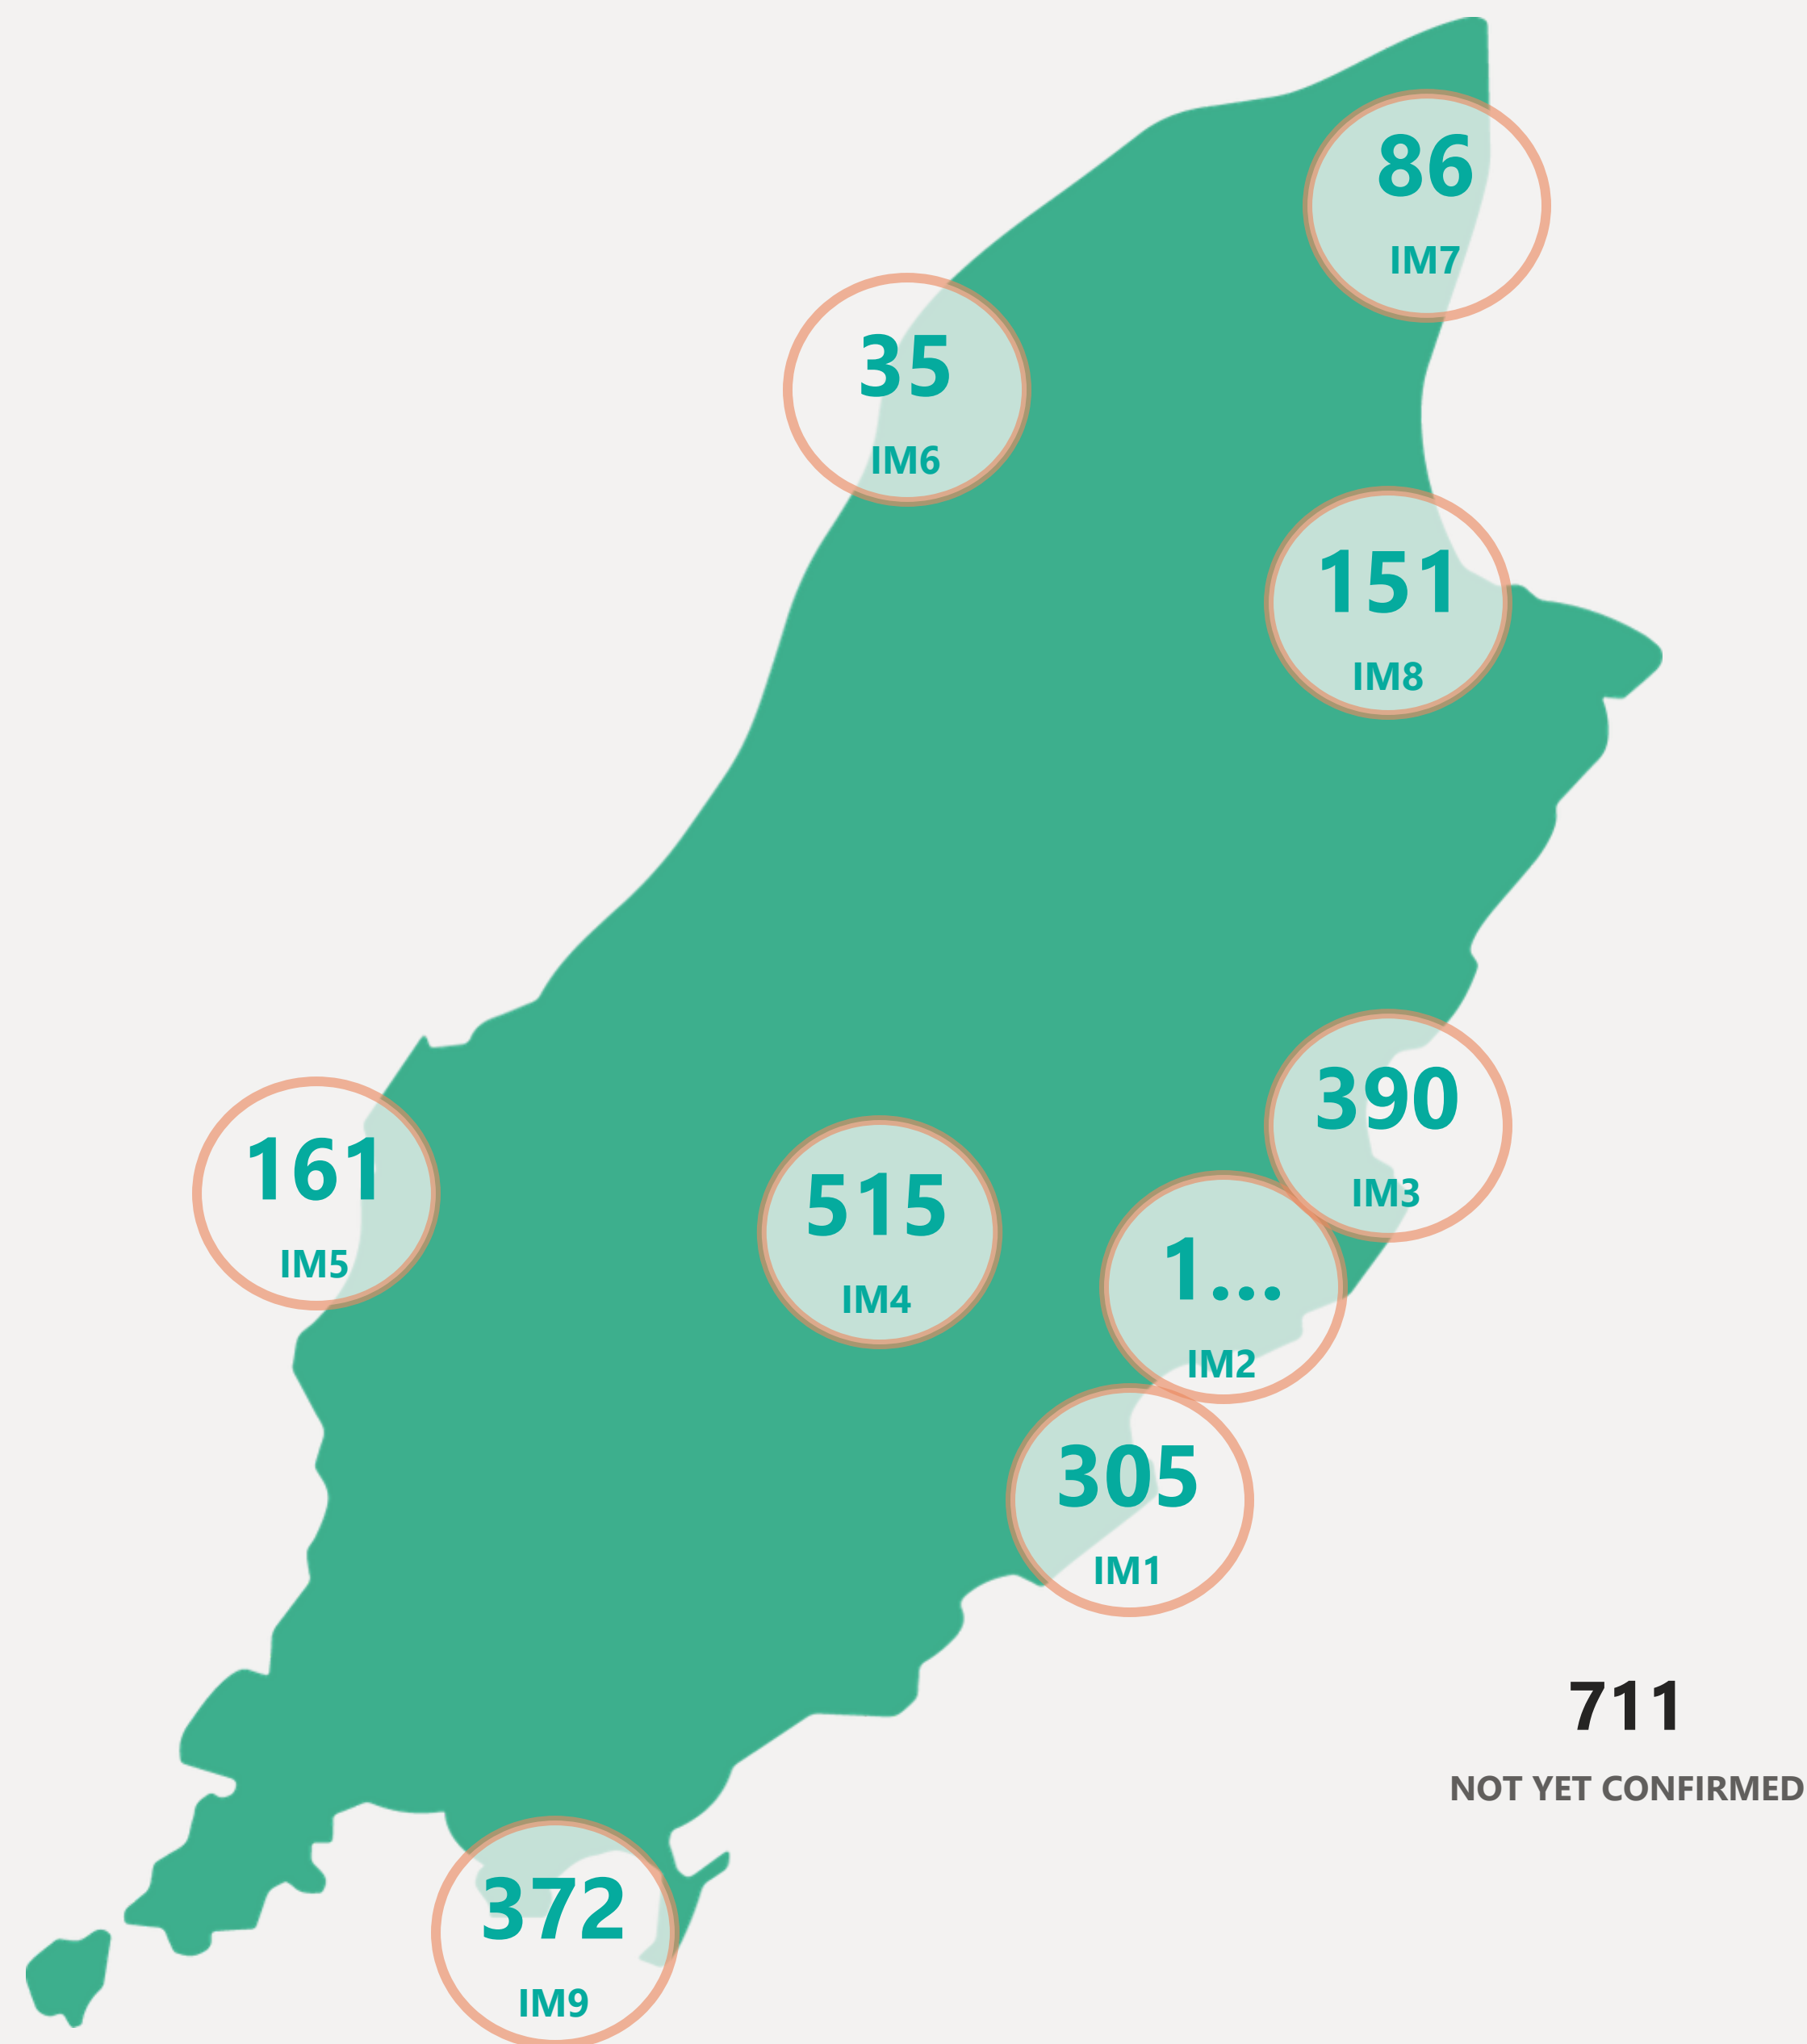 86
IM7
35
IM6
151
IM8
390
IM3
161
IM5
515
IM4
1...
IM2
305
IM1
711
NOT YET CONFIRMED
372
IM9